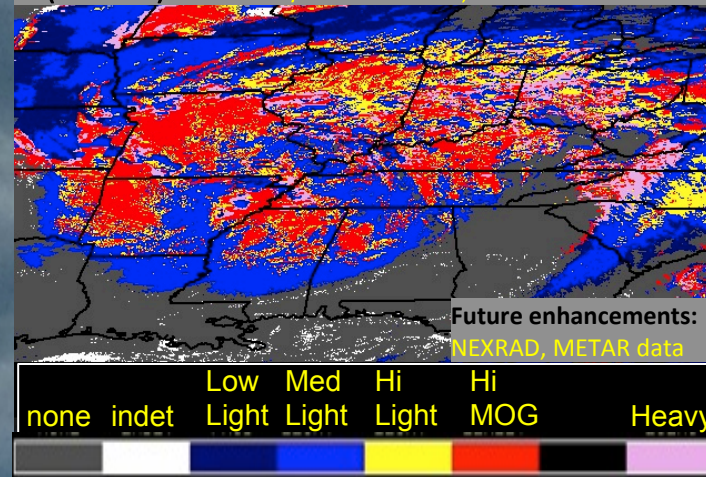 Future enhancements:
NEXRAD, METAR data
Low Med Hi Hi
none indet Light Light Light MOG Heavy